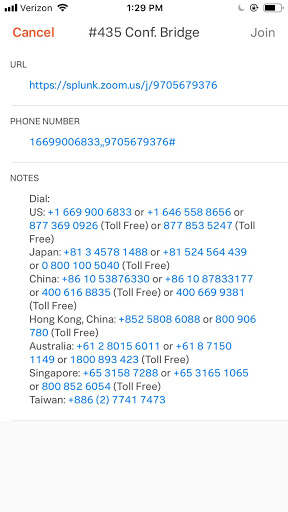 Verizon 1:29 PM
Cancel #435 Conf. Bridge Join
URL
https://splunk.zoom.us/j/9705679376
PHONE NUMBER
16699006833,,9705679376#
NOTES
Dial:
US: +1 669 900 6833 or +1 646 558 8656 or
877 369 0926 (Toll Free) or 877 853 5247 (Toll
Free)
Japan: +81 3 4578 1488 or +81 524 564 439
or 0 800 100 5040 (Toll Free)
China: +86 10 53876330 or +86 10 87833177
or 400 616 8835 (Toll Free) or 400 669 9381
(Toll Free)
Hong Kong, China: +852 5808 6088 or 800 906
780 (Toll Free)
Australia: +61 2 8015 6011 or +61 8 7150
1149 or 1800 893 423 (Toll Free)
Singapore: +65 3158 7288 or +65 3165 1065
or 800 852 6054 (Toll Free)
Taiwan: +886 (2) 7741 7473